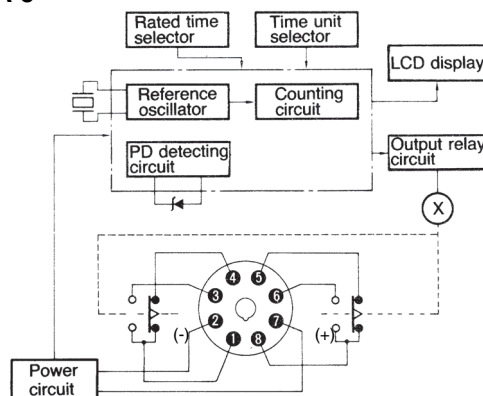 Rated time
selector
Time unit
selector
LCD display
Reference
oscillator
Counting
circuit
PD detecting
circuit
Output relay
circuit
X
4
5
3
6
(-)
2
7
(+)
1
8
Power
circuit